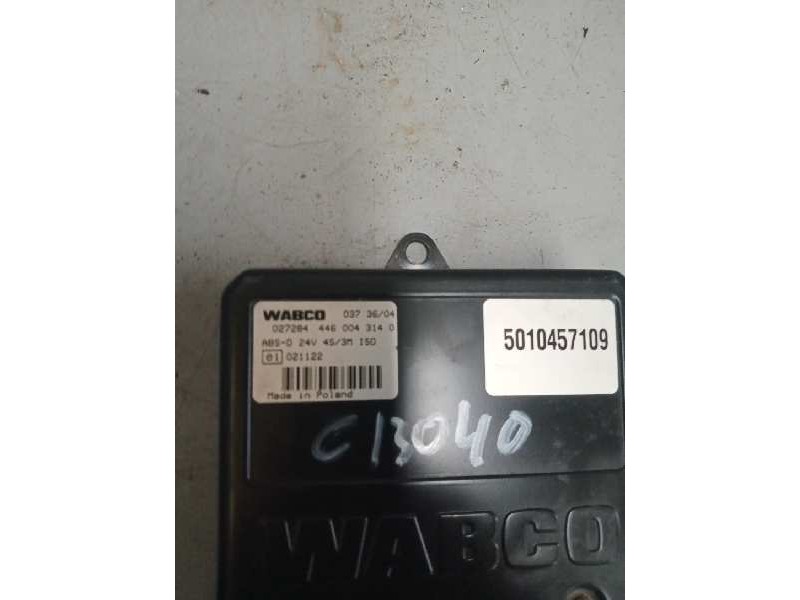 WABCO 037 36/04
027284 446 004 314 0
ABS-D 24V 4S/3M ISO
e1 021122
Made in Poland
5010457109
C13040
WABCO